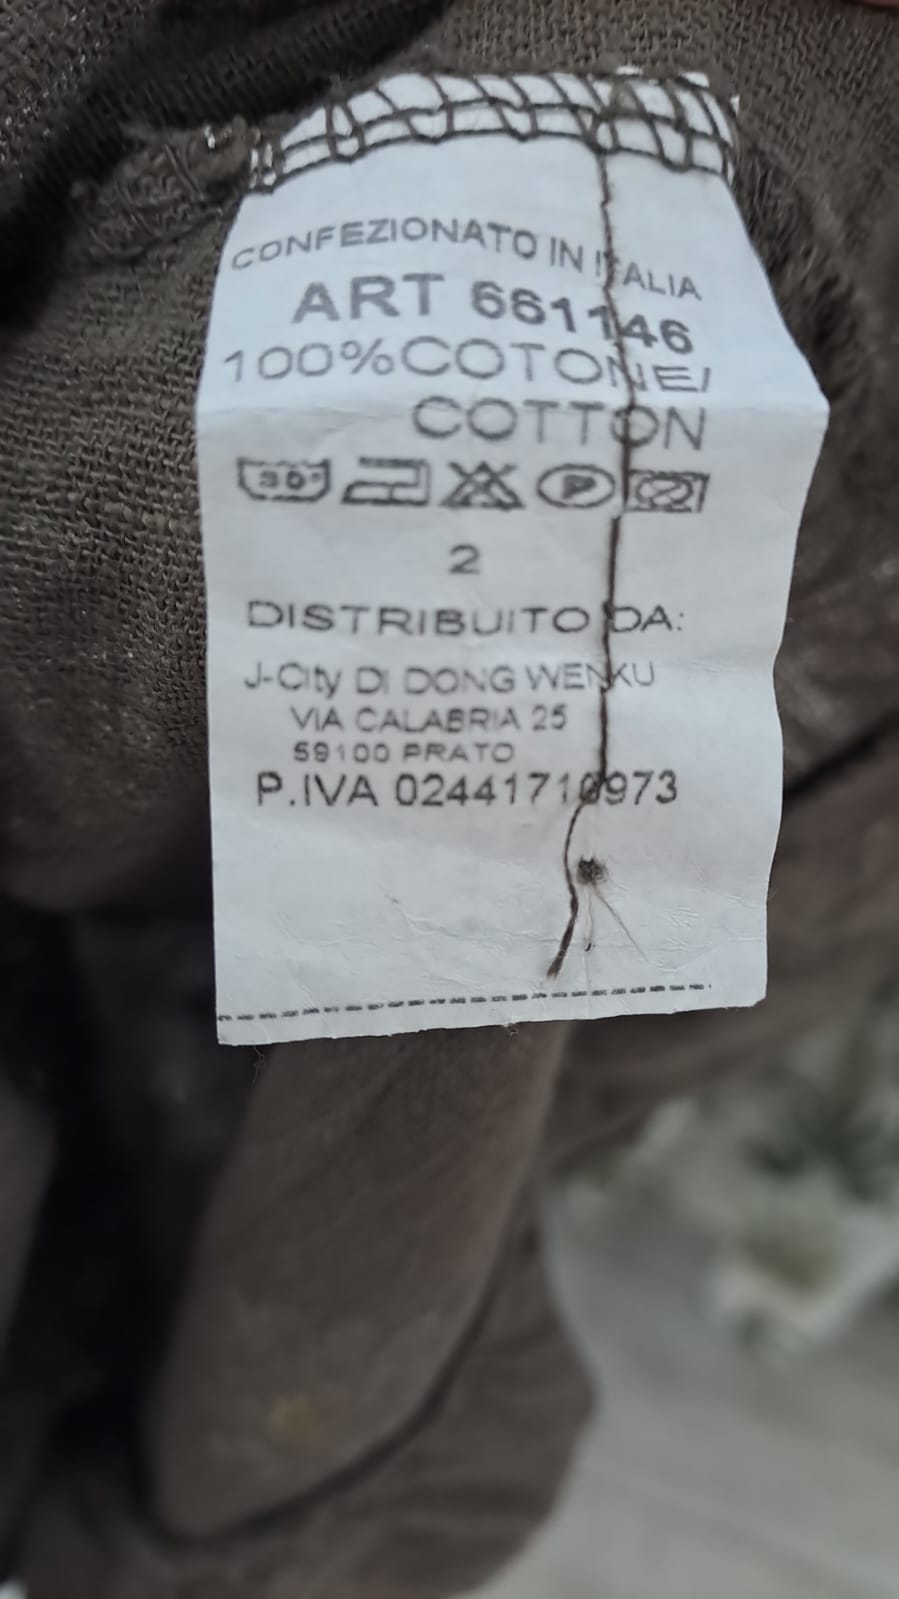 CONFEZIONATO IN ITALIA
ART 661146
100%COTONE/
COTTON
30°
P
2
DISTRIBUITO DA:
J-City DI DONG WENXU
VIA CALABRIA 25
59100 PRATO
P.IVA 02441710973